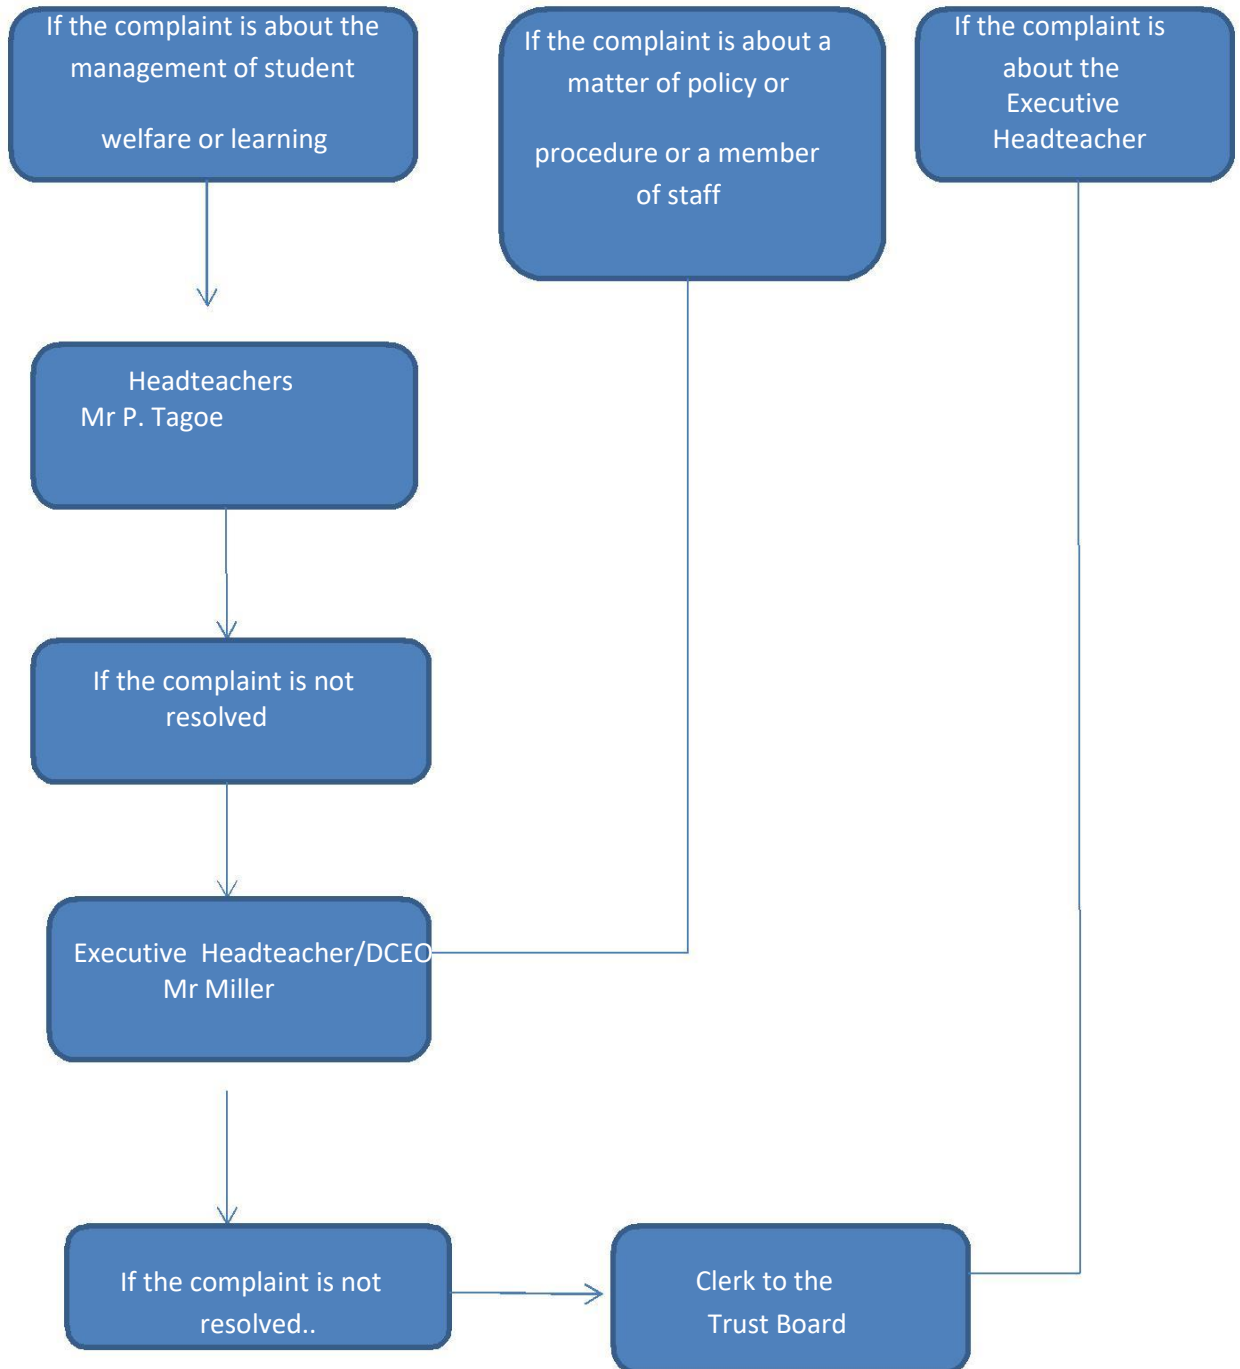 If the complaint is about the
management of student
welfare or learning
If the complaint is about a
matter of policy or
procedure or a member
of staff
If the complaint is
about the
Executive
Headteacher
Headteachers
Mr P. Tagoe
If the complaint is not
resolved
Executive Headteacher/DCEO
Mr Miller
If the complaint is not
resolved..
Clerk to the
Trust Board